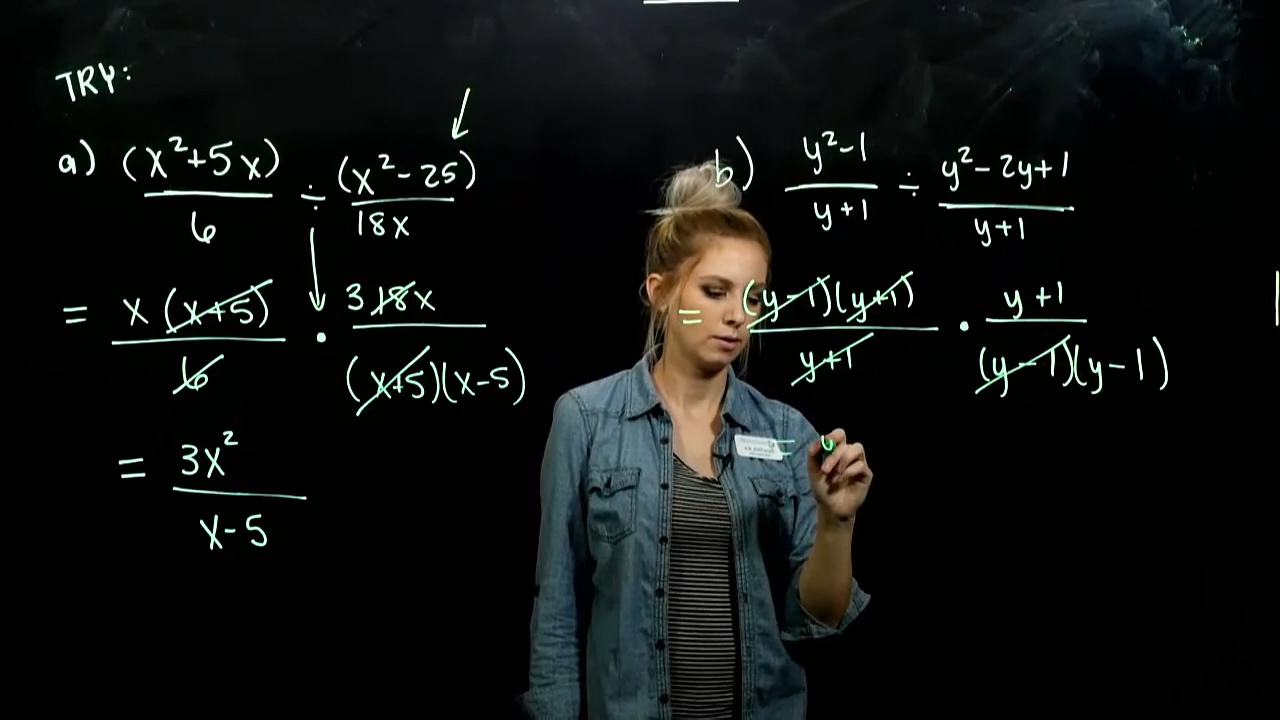 TRY:
a) (x²+5x)/6 ÷ (x²-25)/18x
= x(x+5)/6 · 3 18x/(x+5)(x-5)
= 3x²/x-5
b) y²-1/y+1 ÷ y²-2y+1/y+1
= (y-1)(y+1)/y+1 · y+1/(y-1)(y-1)
=